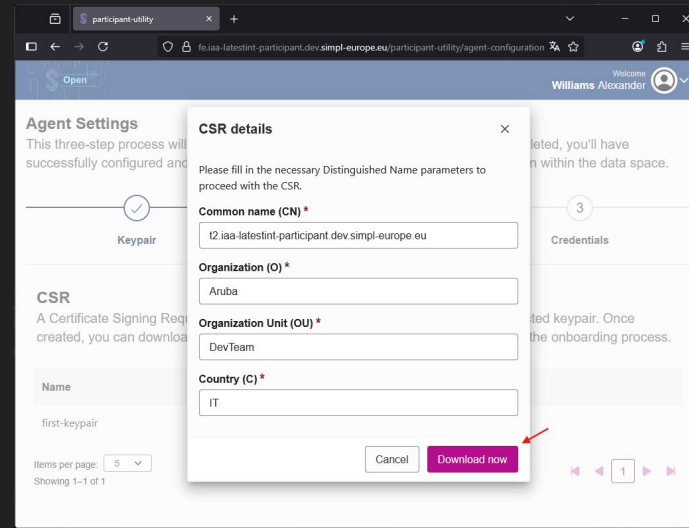 participant-utility
fe.iaa-latestint-participant.dev.simpl-europe.eu/participant-utility/agent-configuration
Open
Welcome
Williams Alexander
Agent Settings
This three-step process will
leted, you'll have
successfully configured and
n within the data space.
3
Keypair
Credentials
CSR
A Certificate Signing Requ
cted keypair. Once
created, you can downloa
the onboarding process.
Name
first-keypair
Items per page: 5
Showing 1–1 of 1
1
CSR details
Please fill in the necessary Distinguished Name parameters to
proceed with the CSR.
Common name (CN) *
t2.iaa-latestint-participant.dev.simpl-europe.eu
Organization (O) *
Aruba
Organization Unit (OU) *
DevTeam
Country (C) *
IT
Cancel
Download now